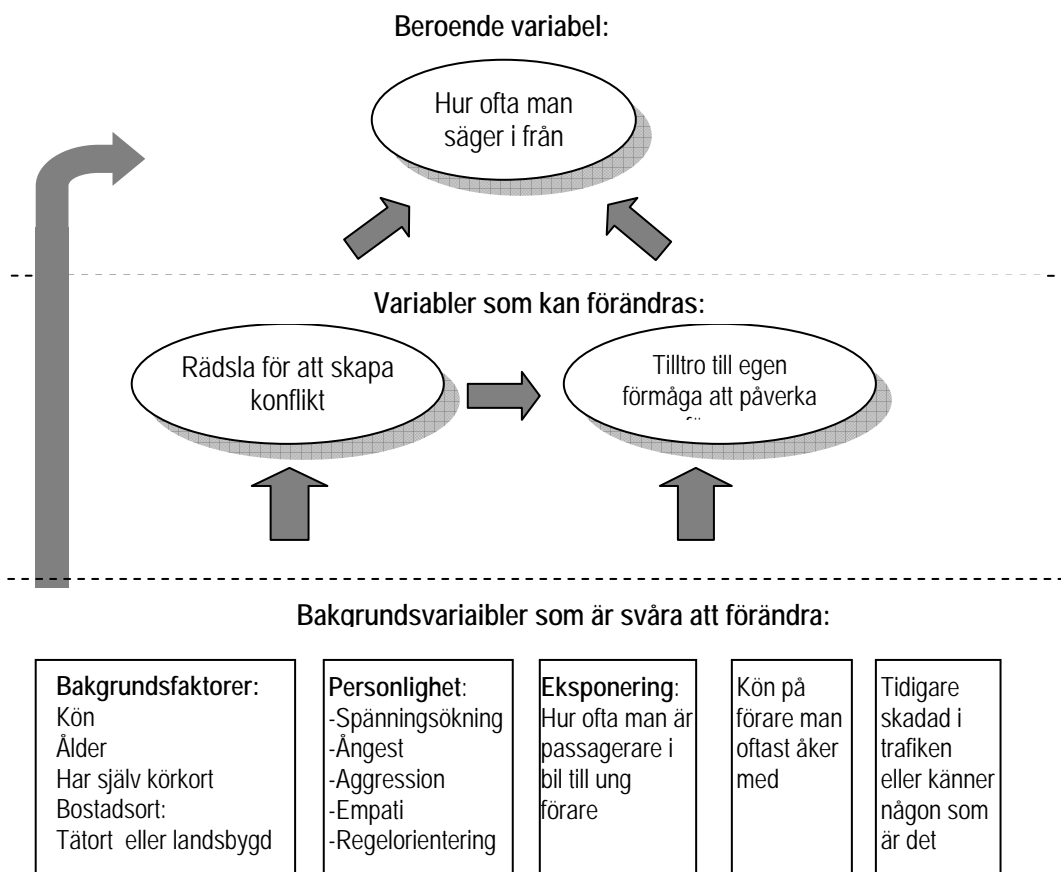 Beroende variabel:
Hur ofta man
säger i från
Variabler som kan förändras:
Rädsla för att skapa
konflikt
Tilltro till egen
förmåga att påverka
Bakgrundsvariaibler som är svåra att förändra:
Bakgrundsfaktorer:
Kön
Ålder
Har själv körkort
Bostadsort:
Tätort eller landsbygd
Personlighet:
-Spänningsökning
-Ångest
-Aggression
-Empati
-Regelorientering
Eksponering:
Hur ofta man är
passagerare i
bil till ung
förare
Kön på
förare man
oftast åker
med
Tidigare
skadad i
trafiken
eller känner
någon som
är det